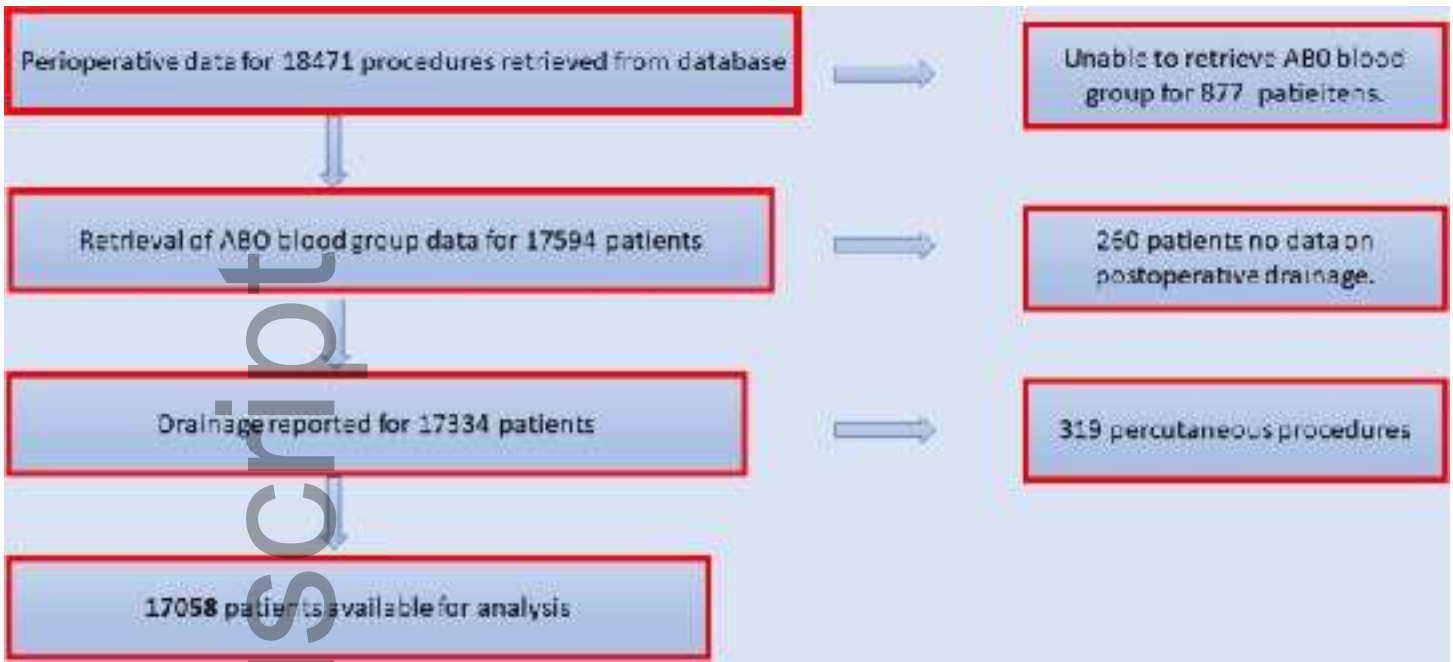 Perioperative data for 18471 procedures retrieved from database
Unable to retrieve ABO blood
group for 877 patieitens.
Retrieval of ABO blood group data for 17594 patients
260 patients no data on
postoperative drainage.
Drainage reported for 17334 patients
319 percutaneous procedures
17058 patients available for analysis
script